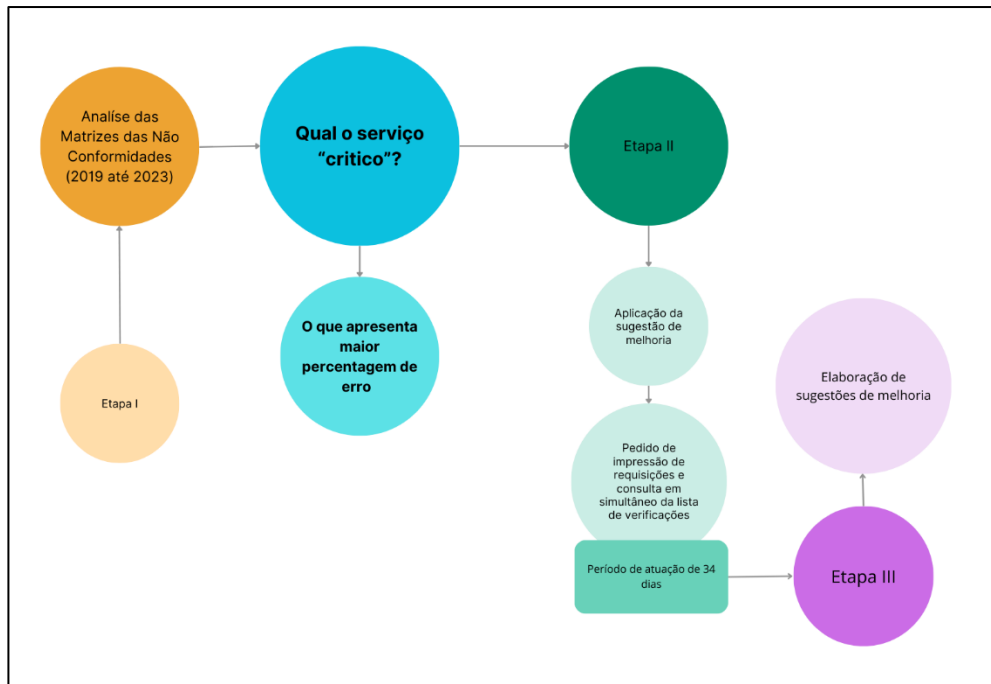 Analíse das
Matrizes das Não
Conformidades
(2019 até 2023)
Qual o serviço
“critico”?
Etapa II
O que apresenta
maior
percentagem de
erro
Etapa I
Aplicação da
sugestão de
melhoria
Elaboração de
sugestões de melhoria
Pedido de
impressão de
requisições e
consulta em
simultâneo da lista
de verificações
Período de atuação de 34
dias
Etapa III